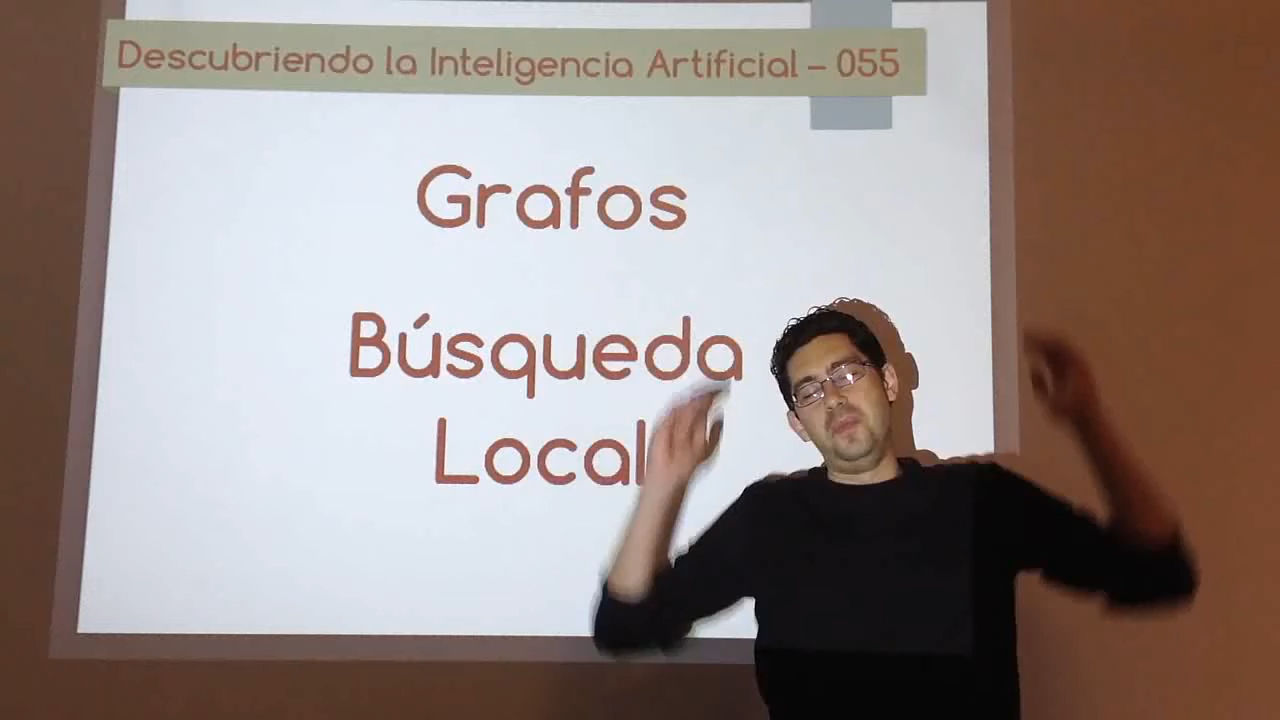 Descubriendo la Inteligencia Artificial – 055
Grafos
Búsqueda
Local